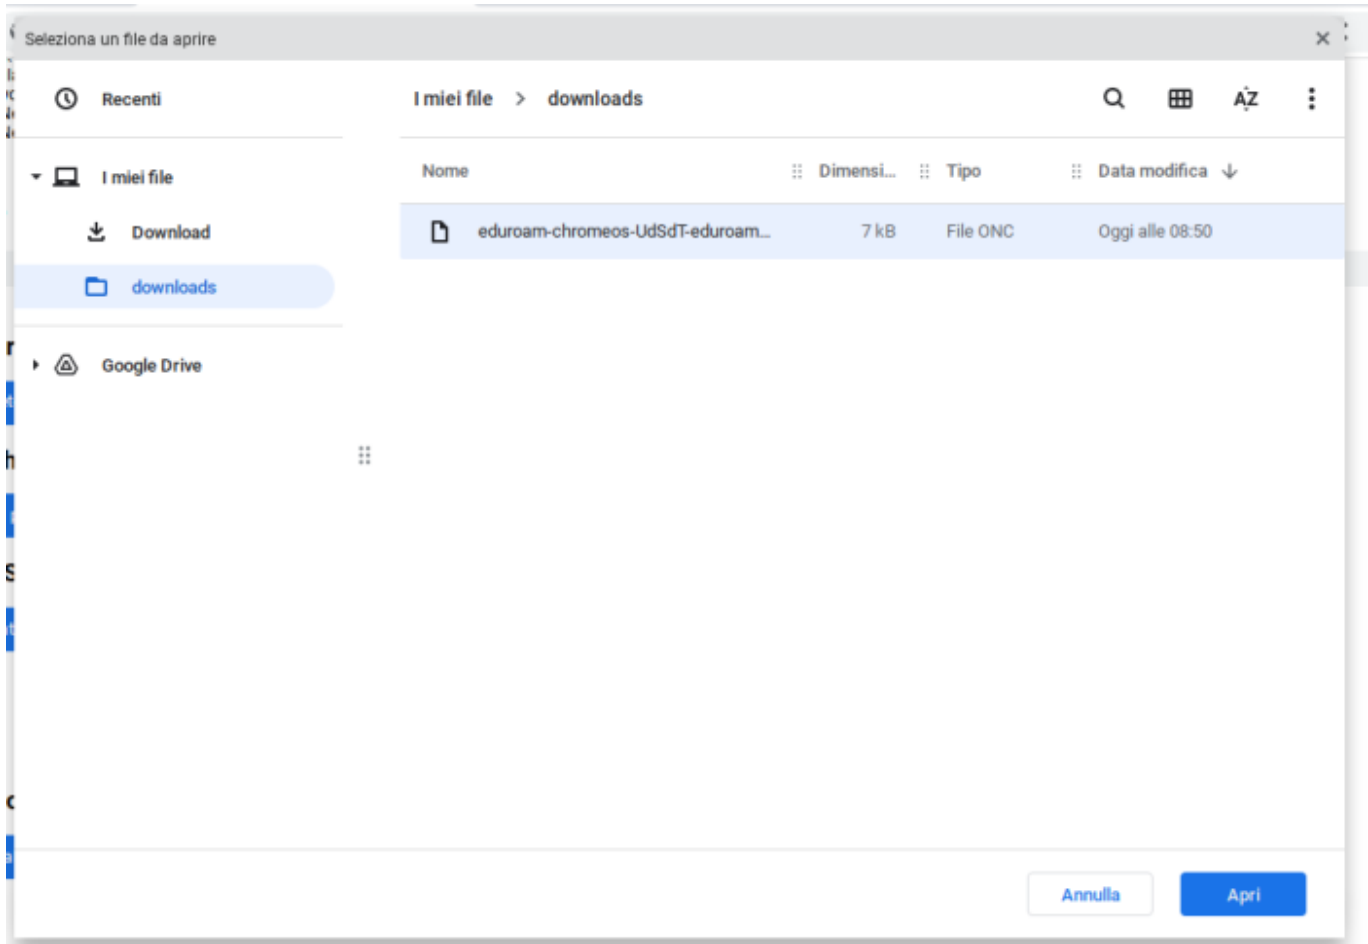 Seleziona un file da aprire
Recenti
I miei file > downloads
AZ
I miei file
Nome Dimensi... Tipo Data modifica
Download
eduroam-chromeos-UdSdT-eduroam... 7 kB File ONC Oggi alle 08:50
downloads
Google Drive
Annulla Apri